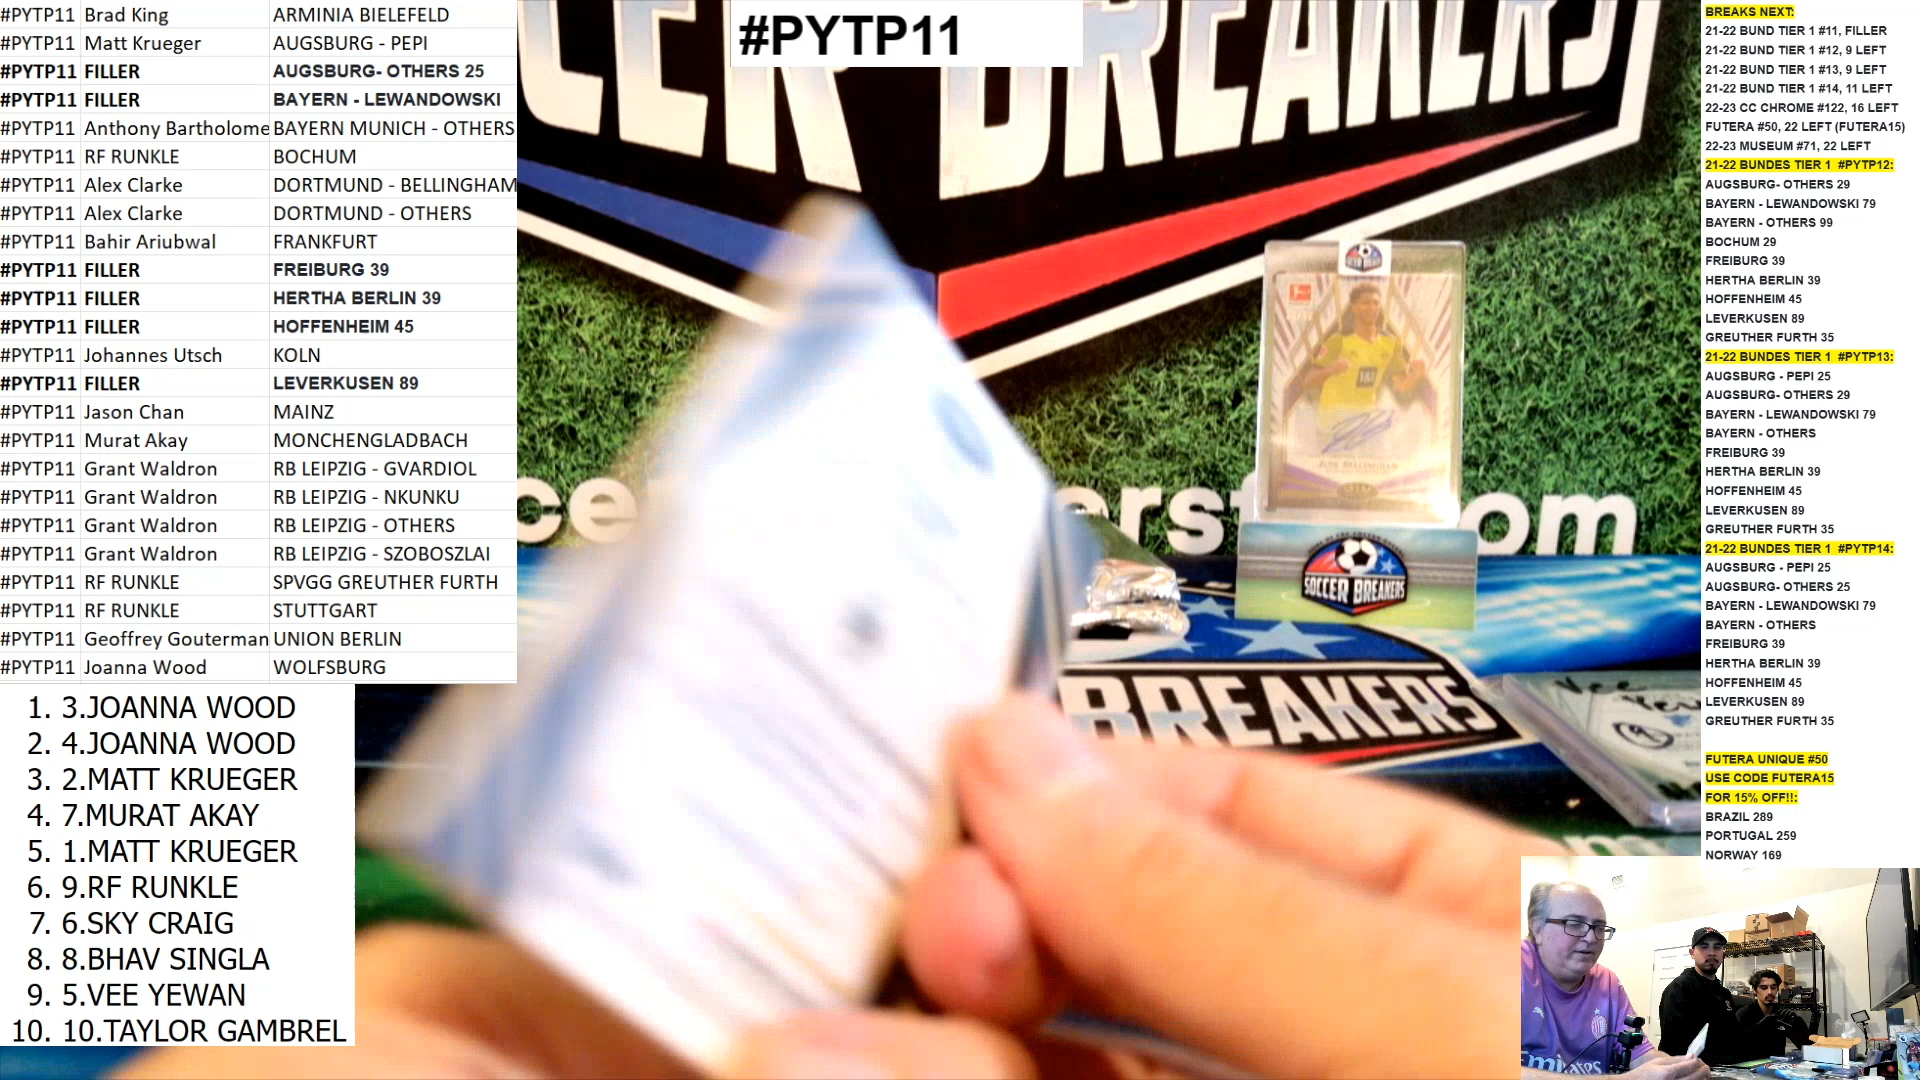 #PYTP11 Brad King ARMINIA BIELEFELD
#PYTP11 Matt Krueger AUGSBURG - PEPI
#PYTP11 FILLER AUGSBURG- OTHERS 25
#PYTP11 FILLER BAYERN - LEWANDOWSKI
#PYTP11 Anthony Bartholome BAYERN MUNICH - OTHERS
#PYTP11 RF RUNKLE BOCHUM
#PYTP11 Alex Clarke DORTMUND - BELLINGHAM
#PYTP11 Alex Clarke DORTMUND - OTHERS
#PYTP11 Bahir Ariubwal FRANKFURT
#PYTP11 FILLER FREIBURG 39
#PYTP11 FILLER HERTHA BERLIN 39
#PYTP11 FILLER HOFFENHEIM 45
#PYTP11 Johannes Utsch KOLN
#PYTP11 FILLER LEVERKUSEN 89
#PYTP11 Jason Chan MAINZ
#PYTP11 Murat Akay MONCHENGLADBACH
#PYTP11 Grant Waldron RB LEIPZIG - GVARDIOL
#PYTP11 Grant Waldron RB LEIPZIG - NKUNKU
#PYTP11 Grant Waldron RB LEIPZIG - OTHERS
#PYTP11 Grant Waldron RB LEIPZIG - SZOBOSZLAI
#PYTP11 RF RUNKLE SPVGG GREUTHER FURTH
#PYTP11 RF RUNKLE STUTTGART
#PYTP11 Geoffrey Gouterman UNION BERLIN
#PYTP11 Joanna Wood WOLFSBURG
1. 3.JOANNA WOOD
2. 4.JOANNA WOOD
3. 2.MATT KRUEGER
4. 7.MURAT AKAY
5. 1.MATT KRUEGER
6. 9.RF RUNKLE
7. 6.SKY CRAIG
8. 8.BHAV SINGLA
9. 5.VEE YEWAN
10. 10.TAYLOR GAMBREL
#PYTP11
CER BREAKERS
ce ersf om
JUDE BELLINGHAM
SOCCER BREAKERS
BREAKERS
Vee
BREAKS NEXT:
21-22 BUND TIER 1 #11, FILLER
21-22 BUND TIER 1 #12, 9 LEFT
21-22 BUND TIER 1 #13, 9 LEFT
21-22 BUND TIER 1 #14, 11 LEFT
22-23 CC CHROME #122, 16 LEFT
FUTERA #50, 22 LEFT (FUTERA15)
22-23 MUSEUM #71, 22 LEFT
21-22 BUNDES TIER 1 #PYTP12:
AUGSBURG- OTHERS 29
BAYERN - LEWANDOWSKI 79
BAYERN - OTHERS 99
BOCHUM 29
FREIBURG 39
HERTHA BERLIN 39
HOFFENHEIM 45
LEVERKUSEN 89
GREUTHER FURTH 35
21-22 BUNDES TIER 1 #PYTP13:
AUGSBURG - PEPI 25
AUGSBURG- OTHERS 29
BAYERN - LEWANDOWSKI 79
BAYERN - OTHERS
FREIBURG 39
HERTHA BERLIN 39
HOFFENHEIM 45
LEVERKUSEN 89
GREUTHER FURTH 35
21-22 BUNDES TIER 1 #PYTP14:
AUGSBURG - PEPI 25
AUGSBURG- OTHERS 25
BAYERN - LEWANDOWSKI 79
BAYERN - OTHERS
FREIBURG 39
HERTHA BERLIN 39
HOFFENHEIM 45
LEVERKUSEN 89
GREUTHER FURTH 35
FUTERA UNIQUE #50
USE CODE FUTERA15
FOR 15% OFF!!:
BRAZIL 289
PORTUGAL 259
NORWAY 169
Emirates